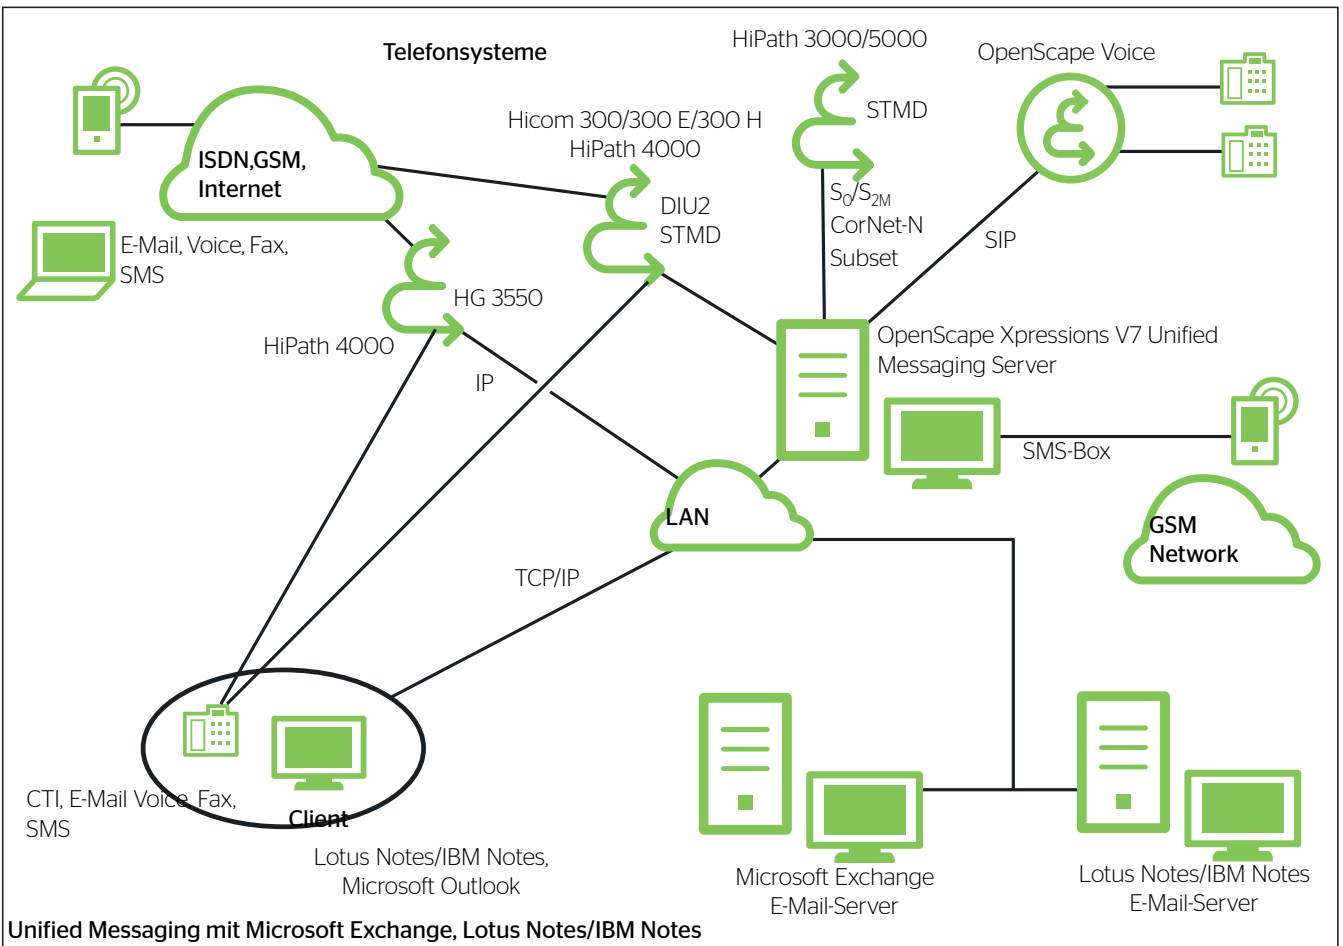 Telefonsysteme
HiPath 3000/5000
OpenScape Voice
STMD
Hicom 300/300 E/300 H
HiPath 4000
ISDN,GSM,
Internet
DIU2
STMD
S0/S2M
CorNet-N
Subset
SIP
E-Mail, Voice, Fax,
SMS
HG 3550
HiPath 4000
IP
OpenScape Xpressions V7 Unified
Messaging Server
SMS-Box
LAN
GSM
Network
TCP/IP
CTI, E-Mail Voice, Fax,
SMS
Client
Lotus Notes/IBM Notes,
Microsoft Outlook
Microsoft Exchange
E-Mail-Server
Lotus Notes/IBM Notes
E-Mail-Server
Unified Messaging mit Microsoft Exchange, Lotus Notes/IBM Notes